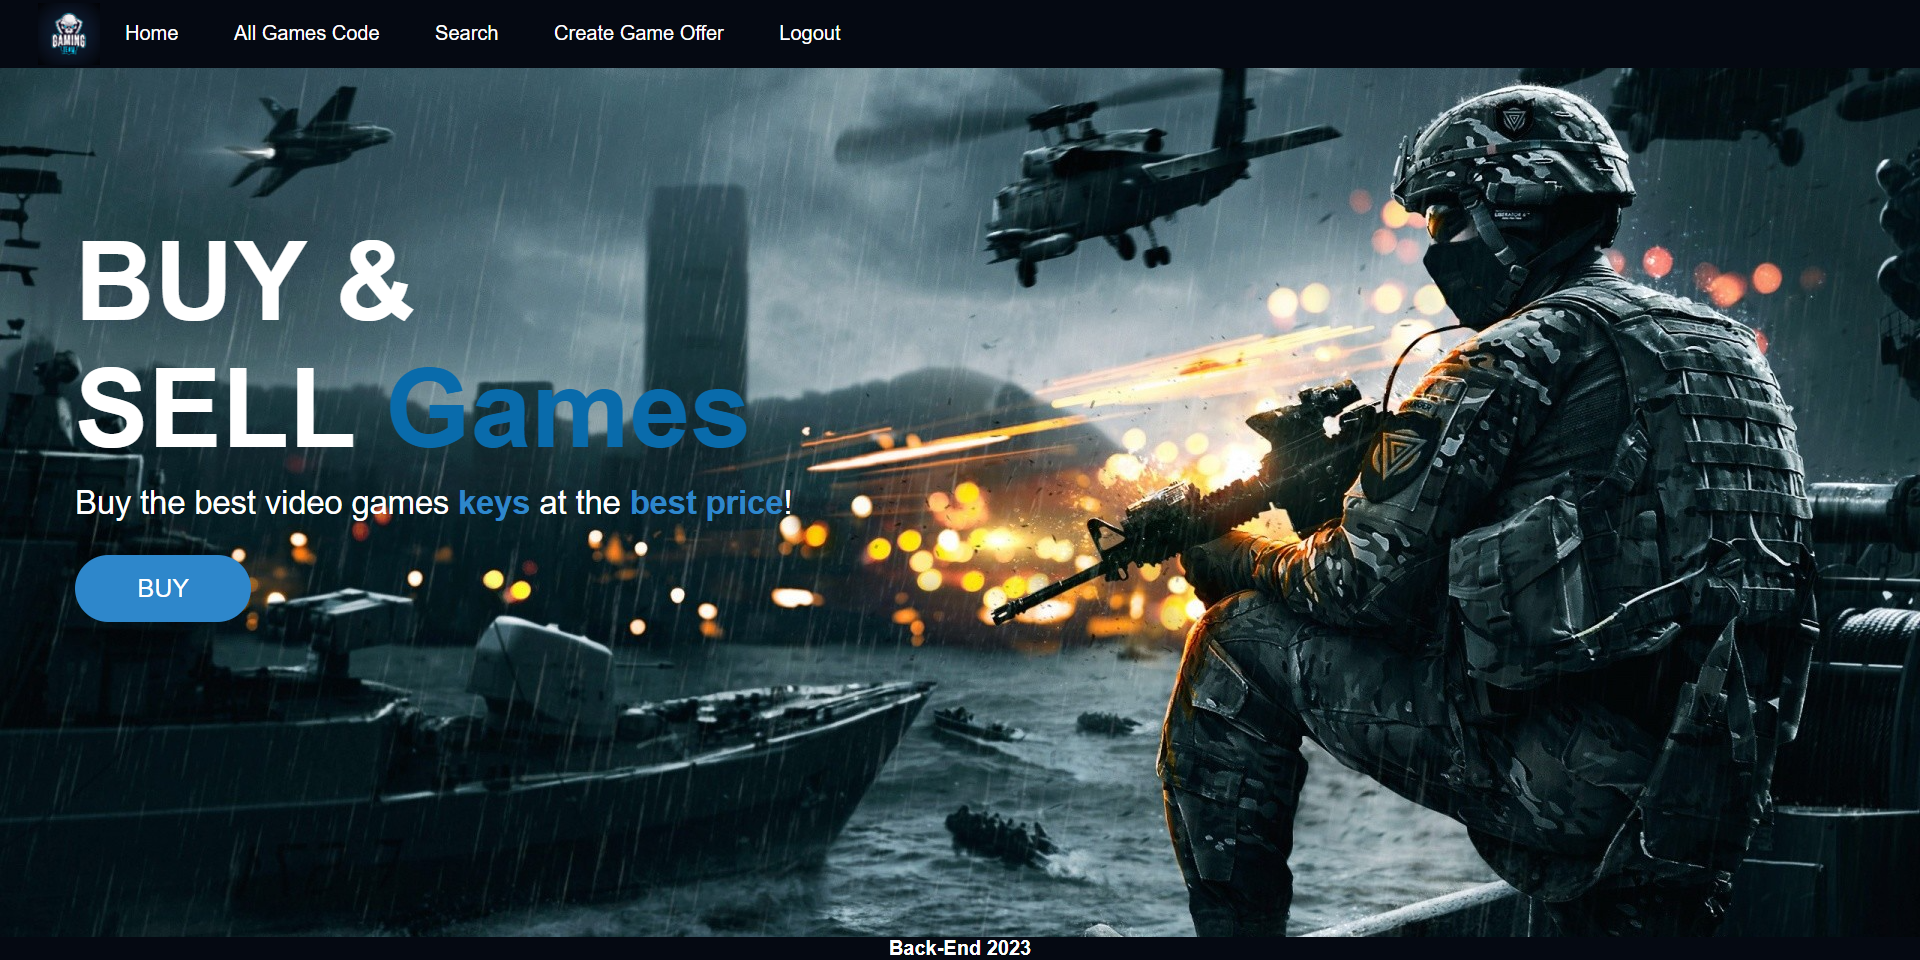 GAMING
Home
All Games Code
Search
Create Game Offer
Logout
BUY &
SELL Games
Buy the best video games keys at the best price!
BUY
Back-End 2023